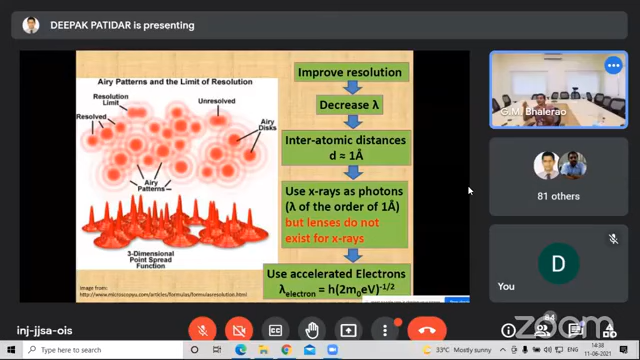 DEEPAK PATIDAR is presenting
Airy Patterns and the Limit of Resolution
Resolution
Limit
Unresolved
Resolved
Airy
Disks
Airy
Patterns
3-Dimensional
Point Spread
Function
Image from:
http://www.microscopyu.com/articles/formulas/formulasresolution.html
Improve resolution
Decrease λ
Inter-atomic distances
d ≈ 1Å
Use x-rays as photons
(λ of the order of 1Å)
but lenses do not
exist for x-rays
Use accelerated Electrons
λelectron = h(2m0eV)-1/2
G.M. Bhalerao
81 others
D
You
inj-jjsa-ois
84
zoom
Type here to search
33°C Mostly sunny
ENG
14:38
11-06-2021